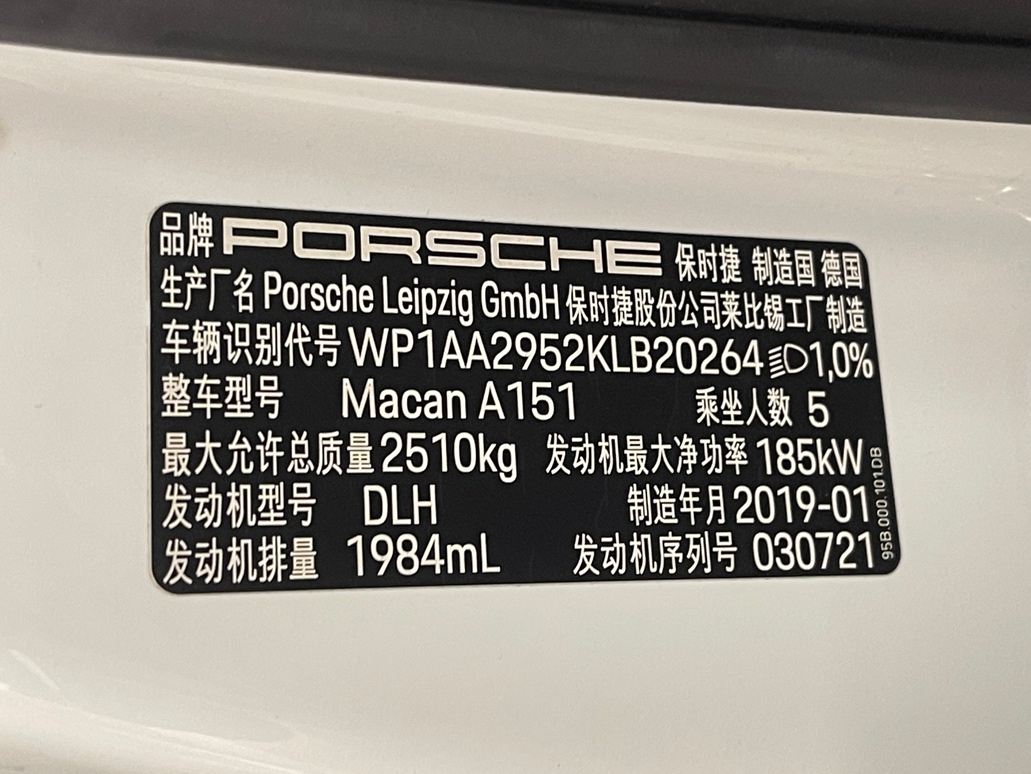 品牌 PORSCHE 保时捷 制造国 德国
生产厂名 Porsche Leipzig GmbH 保时捷股份公司莱比锡工厂制造
车辆识别代号 WP1AA2952KLB20264 1,0%
整车型号 Macan A151 乘坐人数 5
最大允许总质量 2510kg 发动机最大净功率 185kW
发动机型号 DLH 制造年月 2019-01
发动机排量 1984mL 发动机序列号 030721
95B.000.101.DB